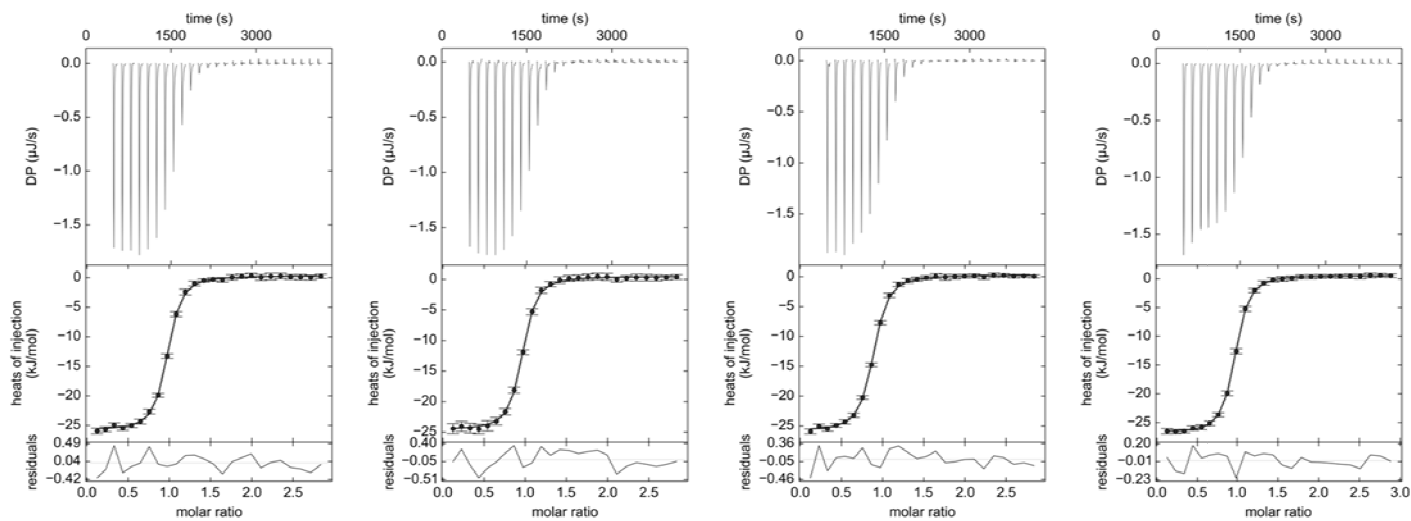 time (s)
0 1500 3000
0.0
−0.5
−1.0
−1.5
DP (µJ/s)
0
−5
−10
−15
−20
−25
heats of injection
(kJ/mol)
0.49
0.04
−0.42
residuals
0.0 0.5 1.0 1.5 2.0 2.5
molar ratio
time (s)
0 1500 3000
0.0
−0.5
−1.0
−1.5
DP (µJ/s)
0
−5
−10
−15
−20
−25
heats of injection
(kJ/mol)
0.40
−0.05
−0.51
residuals
0.0 0.5 1.0 1.5 2.0 2.5
molar ratio
time (s)
0 1500 3000
0.0
−0.5
−1.0
−1.5
DP (µJ/s)
0
−5
−10
−15
−20
−25
heats of injection
(kJ/mol)
0.36
−0.05
−0.46
residuals
0.0 0.5 1.0 1.5 2.0 2.5
molar ratio
time (s)
0 1500 3000
0.0
−0.5
−1.0
−1.5
DP (µJ/s)
0
−5
−10
−15
−20
−25
heats of injection
(kJ/mol)
0.20
−0.01
−0.23
residuals
0.0 0.5 1.0 1.5 2.0 2.5 3.0
molar ratio